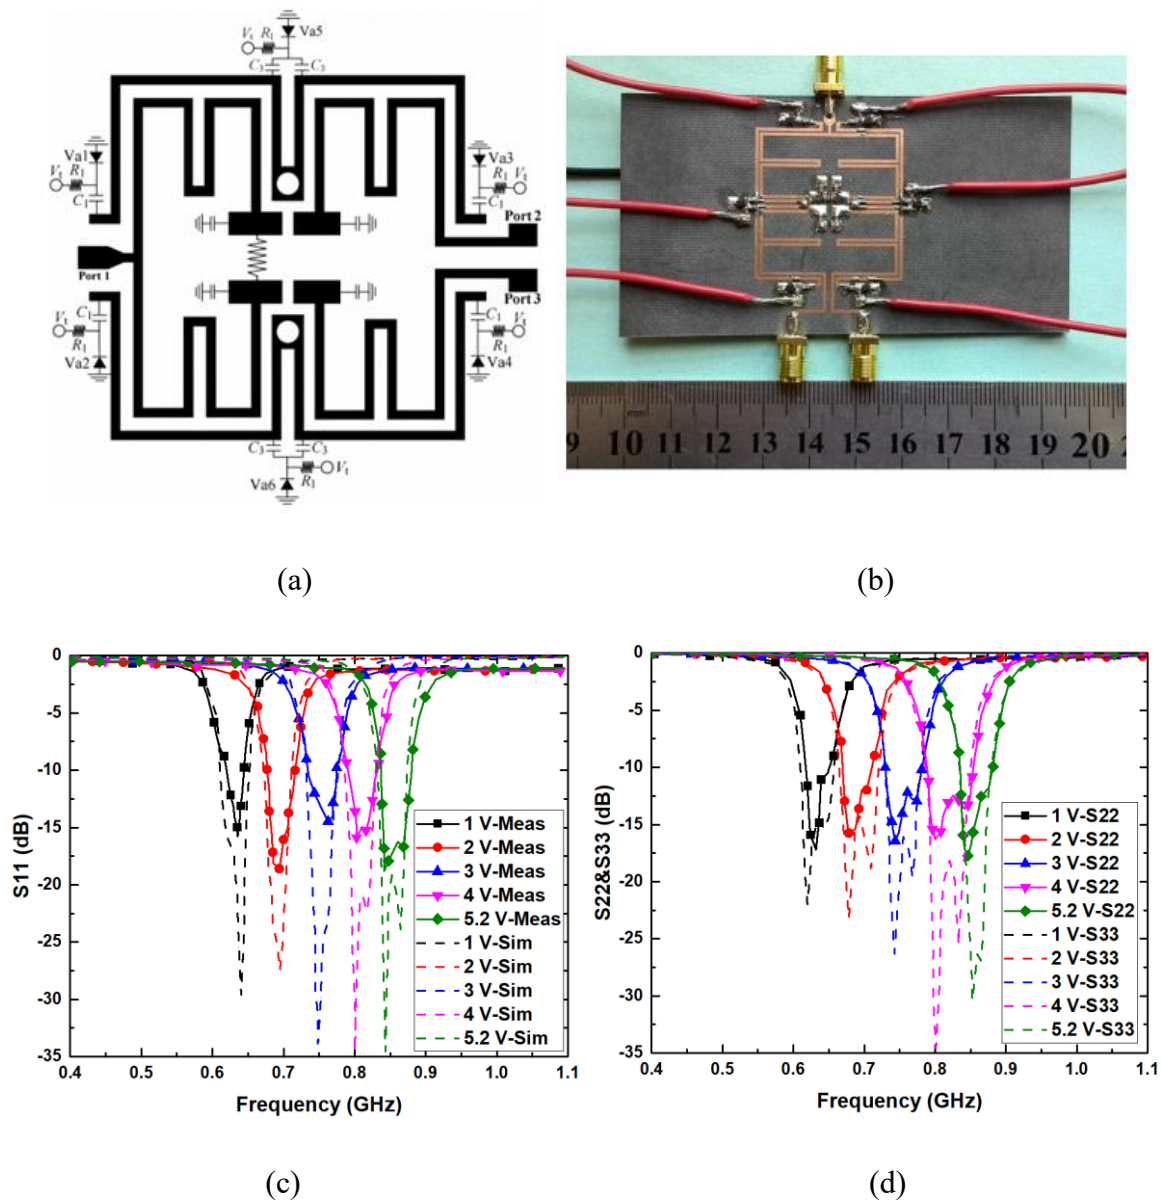 Va5
Vt R1
C3 C3
Va1
Vt R1
C1
Va3
R1 Vt
C1
Port 2
Port 1
Port 3
C1
Vt
R1
Va2
C1
Vt
R1
Va4
C3 C3
Vt
R1
Va6
mm
9 10 11 12 13 14 15 16 17 18 19 20
(a)
(b)
S11 (dB)
0
-5
-10
-15
-20
-25
-30
-35
0.4 0.5 0.6 0.7 0.8 0.9 1.0 1.1
Frequency (GHz)
1 V-Meas
2 V-Meas
3 V-Meas
4 V-Meas
5.2 V-Meas
1 V-Sim
2 V-Sim
3 V-Sim
4 V-Sim
5.2 V-Sim
S22&S33 (dB)
0
-5
-10
-15
-20
-25
-30
-35
0.4 0.5 0.6 0.7 0.8 0.9 1.0 1.1
Frequency (GHz)
1 V-S22
2 V-S22
3 V-S22
4 V-S22
5.2 V-S22
1 V-S33
2 V-S33
3 V-S33
4 V-S33
5.2 V-S33
(c)
(d)